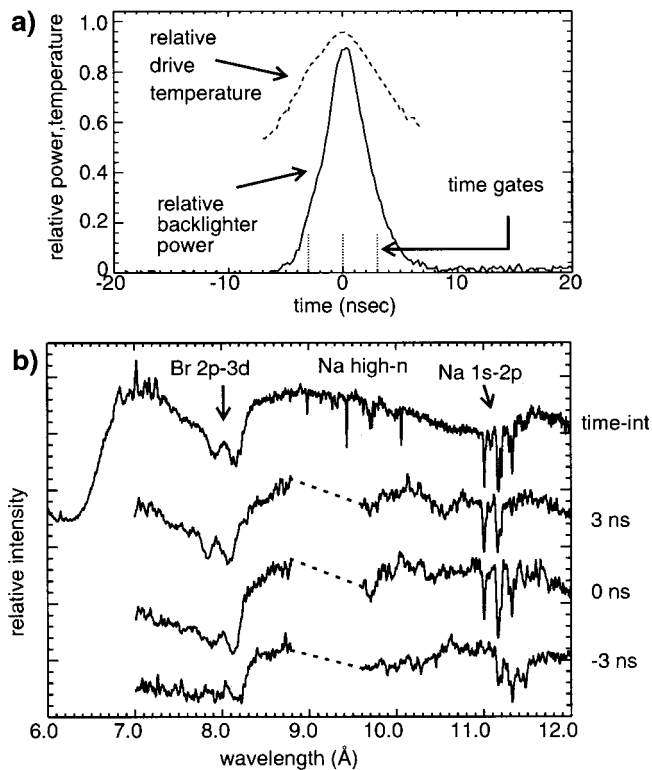 a)
relative power,temperature
1.0
0.8
0.6
0.4
0.2
0
relative
drive
temperature
relative
backlighter
power
time gates
-20
-10
0
10
20
time (nsec)
b)
relative intensity
Br 2p-3d
Na high-n
Na 1s-2p
time-int
3 ns
0 ns
-3 ns
6.0
7.0
8.0
9.0
10.0
11.0
12.0
wavelength (Å)